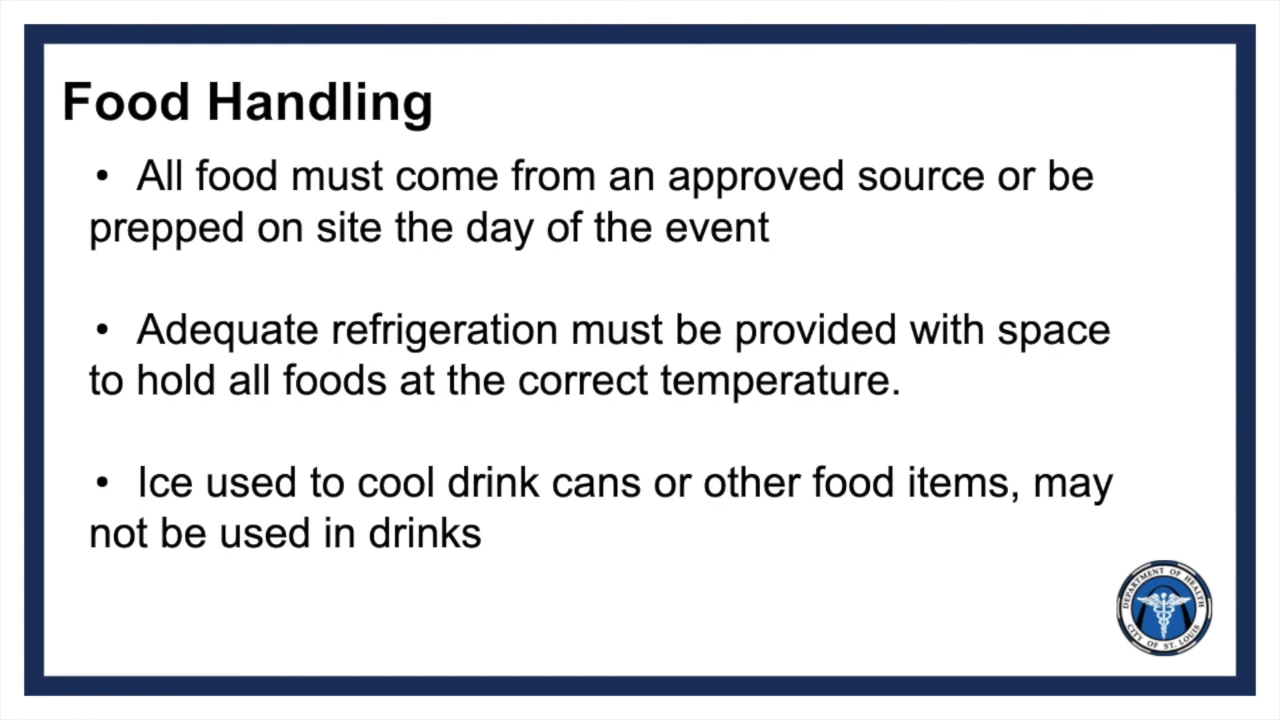 Food Handling
• All food must come from an approved source or be
prepped on site the day of the event
• Adequate refrigeration must be provided with space
to hold all foods at the correct temperature.
• Ice used to cool drink cans or other food items, may
not be used in drinks
DEPARTMENT OF HEALTH
CITY OF ST. LOUIS